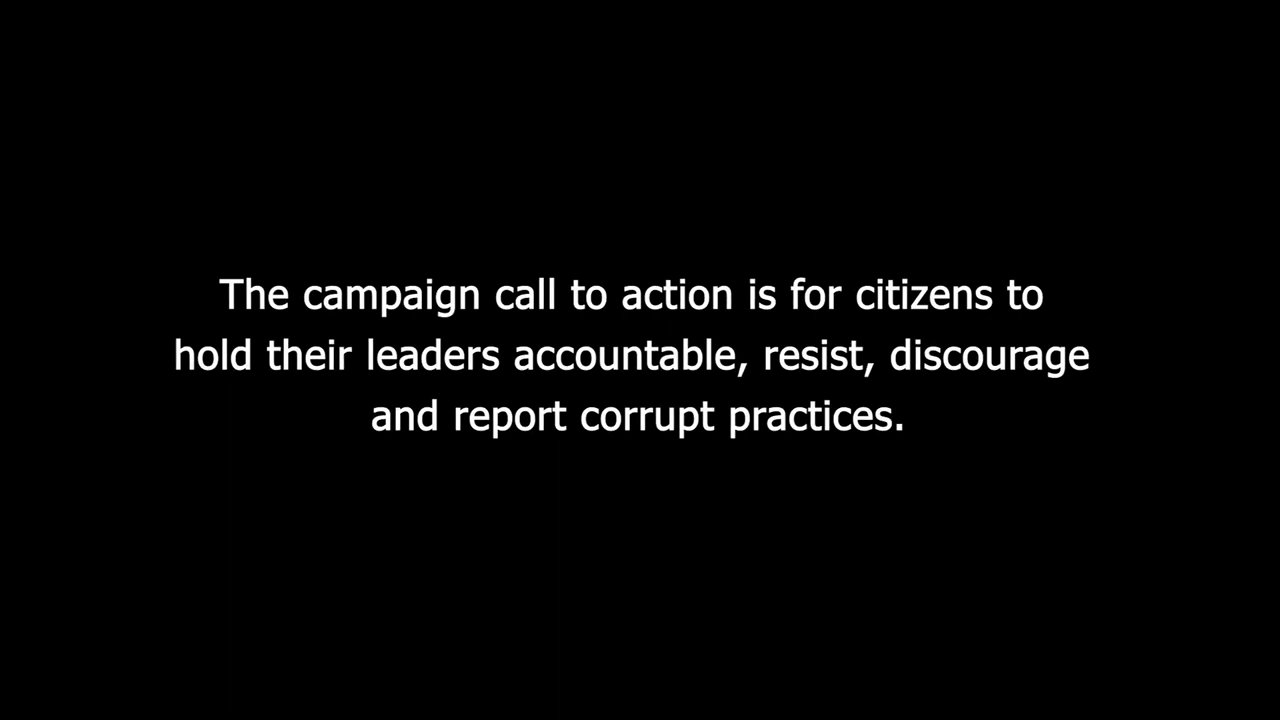 The campaign call to action is for citizens to
hold their leaders accountable, resist, discourage
and report corrupt practices.